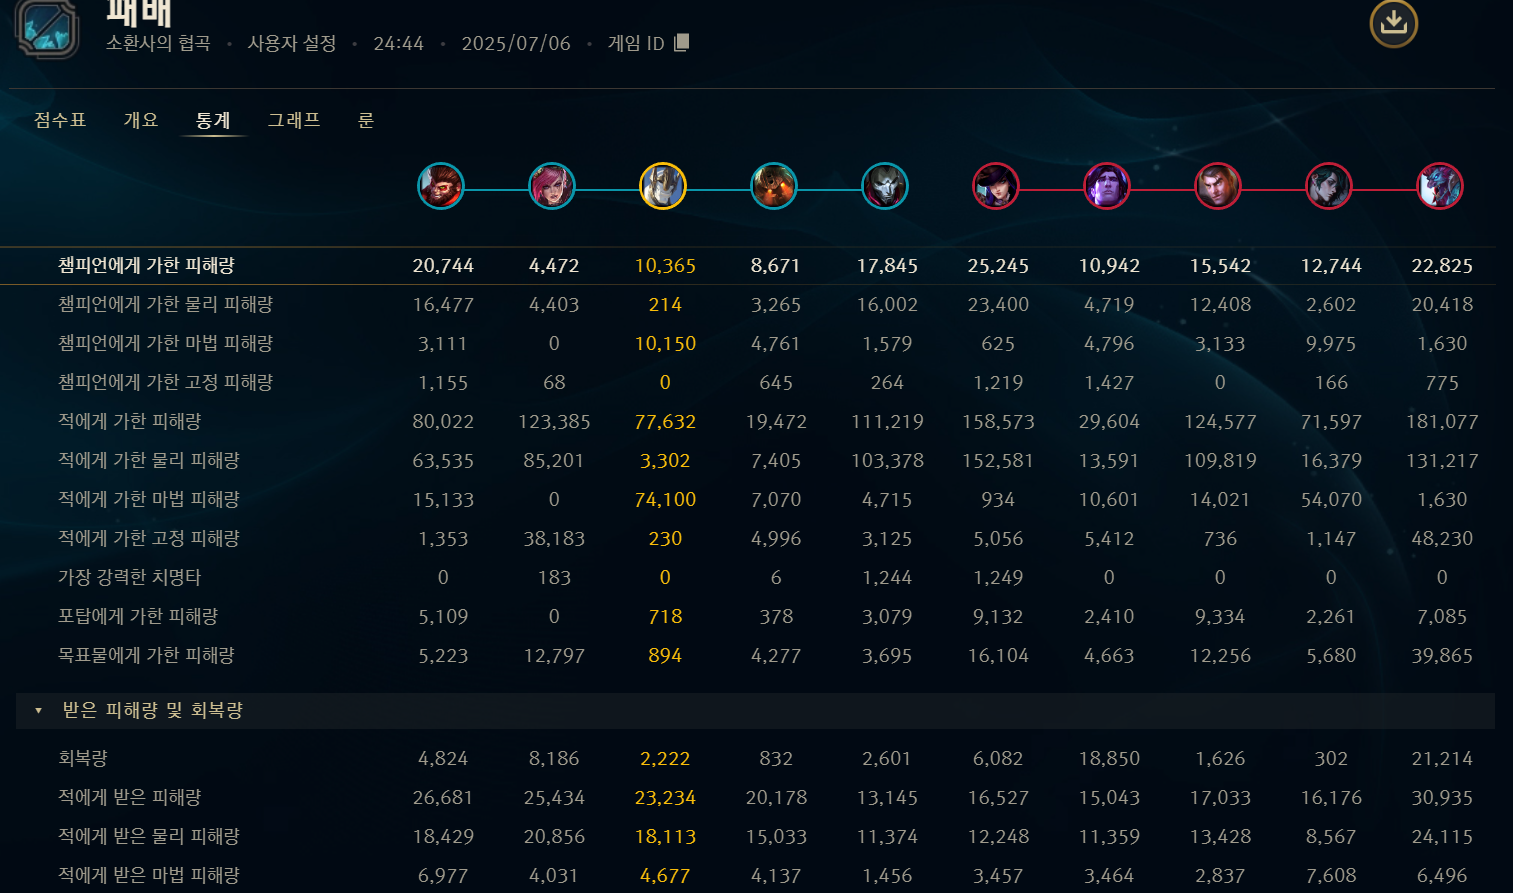 패배
소환사의 협곡 • 사용자 설정 • 24:44 • 2025/07/06 • 게임 ID
점수표 개요 통계 그래프 룬
챔피언에게 가한 피해량 20,744 4,472 10,365 8,671 17,845 25,245 10,942 15,542 12,744 22,825
챔피언에게 가한 물리 피해량 16,477 4,403 214 3,265 16,002 23,400 4,719 12,408 2,602 20,418
챔피언에게 가한 마법 피해량 3,111 0 10,150 4,761 1,579 625 4,796 3,133 9,975 1,630
챔피언에게 가한 고정 피해량 1,155 68 0 645 264 1,219 1,427 0 166 775
적에게 가한 피해량 80,022 123,385 77,632 19,472 111,219 158,573 29,604 124,577 71,597 181,077
적에게 가한 물리 피해량 63,535 85,201 3,302 7,405 103,378 152,581 13,591 109,819 16,379 131,217
적에게 가한 마법 피해량 15,133 0 74,100 7,070 4,715 934 10,601 14,021 54,070 1,630
적에게 가한 고정 피해량 1,353 38,183 230 4,996 3,125 5,056 5,412 736 1,147 48,230
가장 강력한 치명타 0 183 0 6 1,244 1,249 0 0 0 0
포탑에게 가한 피해량 5,109 0 718 378 3,079 9,132 2,410 9,334 2,261 7,085
목표물에게 가한 피해량 5,223 12,797 894 4,277 3,695 16,104 4,663 12,256 5,680 39,865
▼ 받은 피해량 및 회복량
회복량 4,824 8,186 2,222 832 2,601 6,082 18,850 1,626 302 21,214
적에게 받은 피해량 26,681 25,434 23,234 20,178 13,145 16,527 15,043 17,033 16,176 30,935
적에게 받은 물리 피해량 18,429 20,856 18,113 15,033 11,374 12,248 11,359 13,428 8,567 24,115
적에게 받은 마법 피해량 6,977 4,031 4,677 4,137 1,456 3,457 3,464 2,837 7,608 6,496